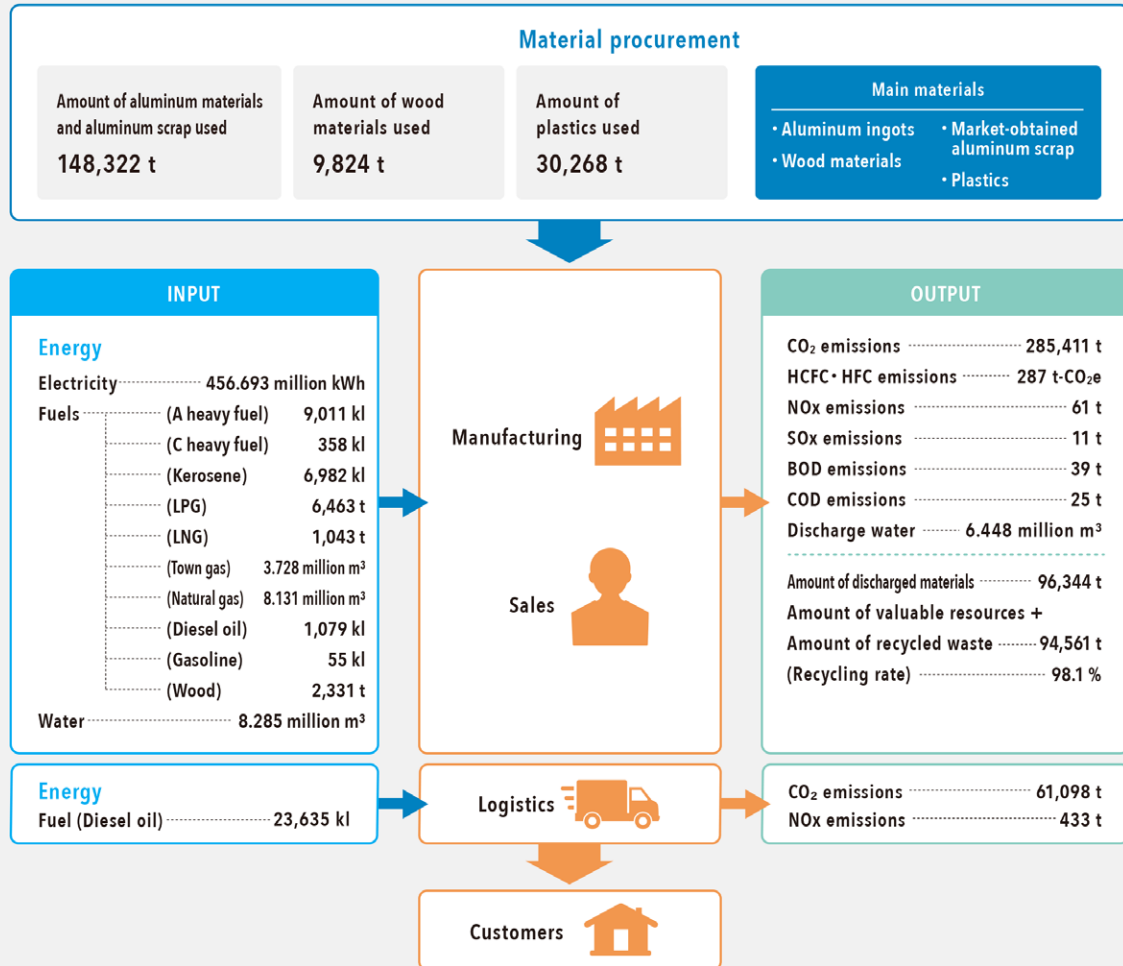 Material procurement
Amount of aluminum materials
and aluminum scrap used
148,322 t
Amount of wood
materials used
9,824 t
Amount of
plastics used
30,268 t
Main materials
・Aluminum ingots
・Wood materials
・Market-obtained
aluminum scrap
・Plastics
INPUT
Energy
Electricity 456.693 million kWh
Fuels (A heavy fuel) 9,011 kl
(C heavy fuel) 358 kl
(Kerosene) 6,982 kl
(LPG) 6,463 t
(LNG) 1,043 t
(Town gas) 3.728 million m³
(Natural gas) 8.131 million m³
(Diesel oil) 1,079 kl
(Gasoline) 55 kl
(Wood) 2,331 t
Water 8.285 million m³
Manufacturing
Sales
OUTPUT
CO₂ emissions 285,411 t
HCFC・HFC emissions 287 t-CO₂e
NOx emissions 61 t
SOx emissions 11 t
BOD emissions 39 t
COD emissions 25 t
Discharge water 6.448 million m³
Amount of discharged materials 96,344 t
Amount of valuable resources +
Amount of recycled waste 94,561 t
(Recycling rate) 98.1 %
Energy
Fuel (Diesel oil) 23,635 kl
Logistics
CO₂ emissions 61,098 t
NOx emissions 433 t
Customers